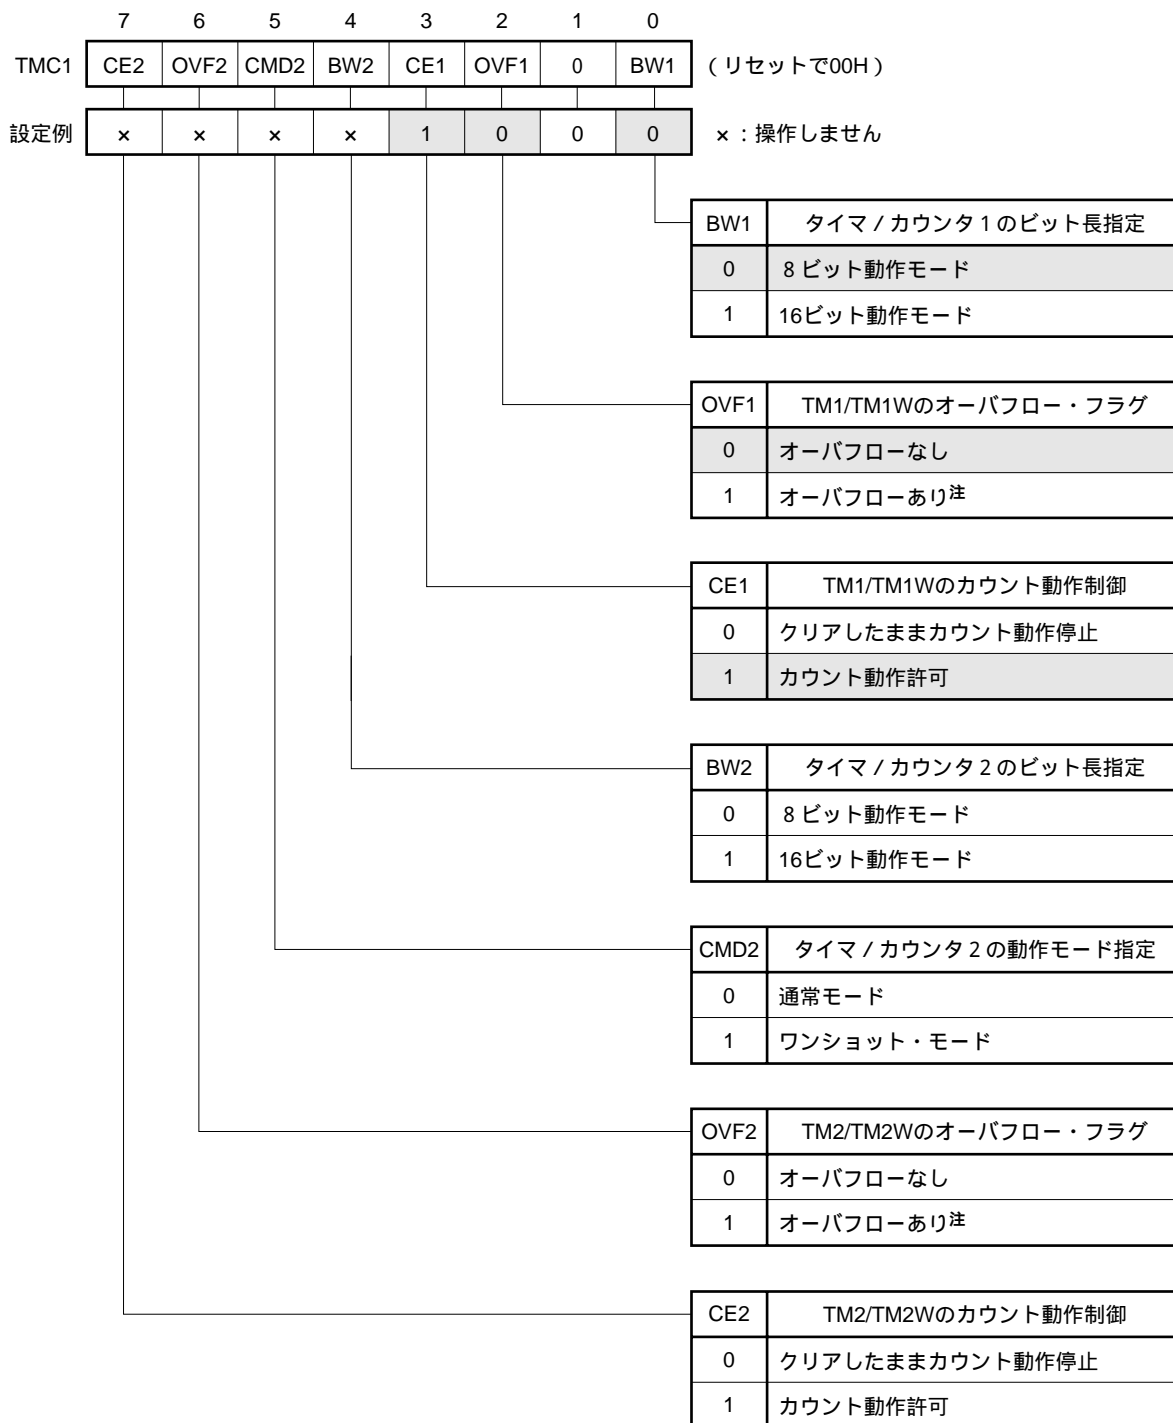 7 6 5 4 3 2 1 0
TMC1 CE2 OVF2 CMD2 BW2 CE1 OVF1 0 BW1 （リセットで00H）
設定例 × × × × 1 0 0 0 ×：操作しません
BW1 タイマ／カウンタ１のビット長指定
0 ８ビット動作モード
1 16ビット動作モード
OVF1 TM1/TM1Wのオーバフロー・フラグ
0 オーバフローなし
1 オーバフローあり注
CE1 TM1/TM1Wのカウント動作制御
0 クリアしたままカウント動作停止
1 カウント動作許可
BW2 タイマ／カウンタ２のビット長指定
0 ８ビット動作モード
1 16ビット動作モード
CMD2 タイマ／カウンタ２の動作モード指定
0 通常モード
1 ワンショット・モード
OVF2 TM2/TM2Wのオーバフロー・フラグ
0 オーバフローなし
1 オーバフローあり注
CE2 TM2/TM2Wのカウント動作制御
0 クリアしたままカウント動作停止
1 カウント動作許可